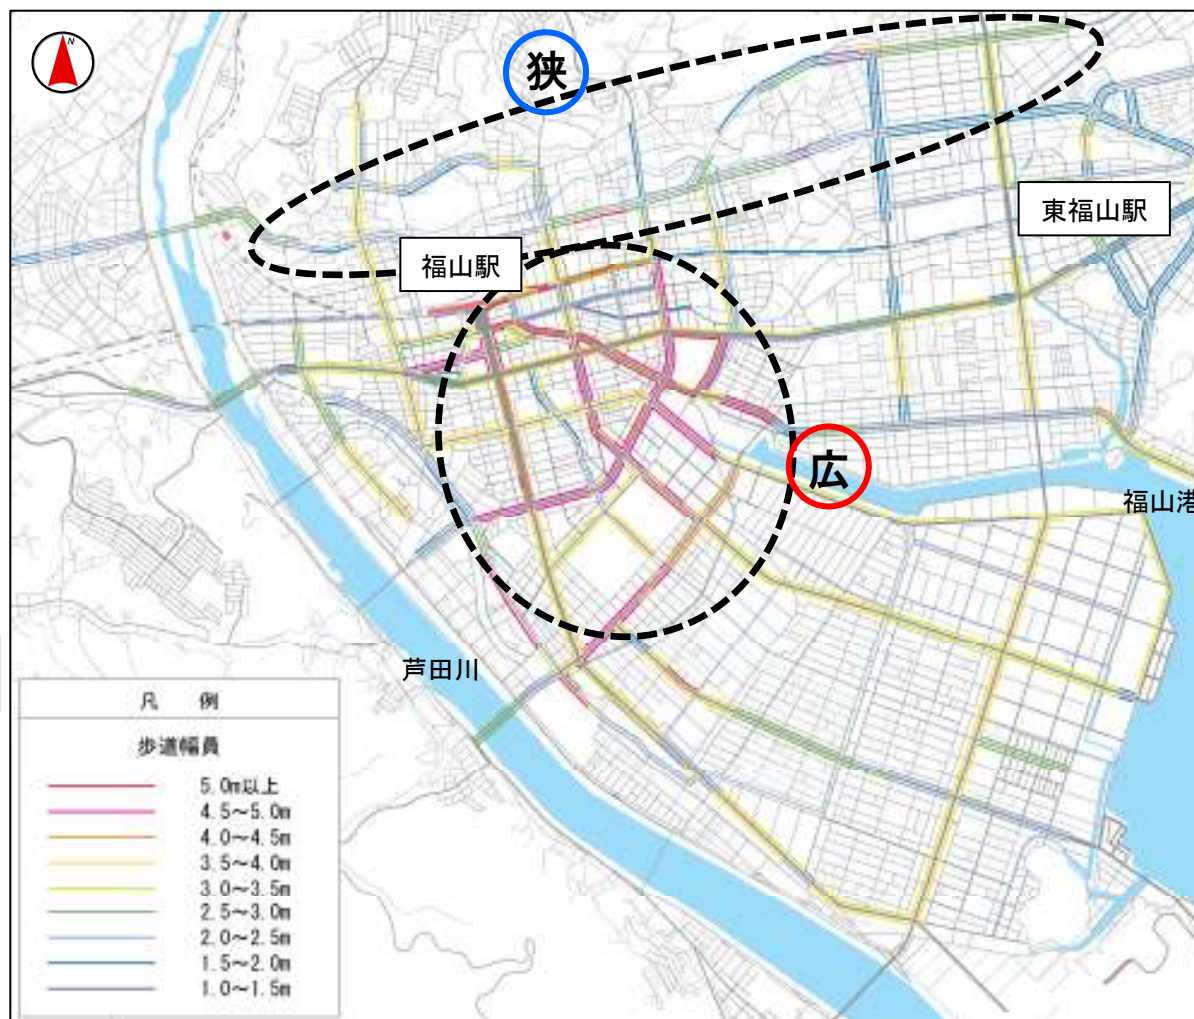 N
狭
東福山駅
福山駅
広
福山港
芦田川
凡 例
歩道幅員
5.0m以上
4.5~5.0m
4.0~4.5m
3.5~4.0m
3.0~3.5m
2.5~3.0m
2.0~2.5m
1.5~2.0m
1.0~1.5m